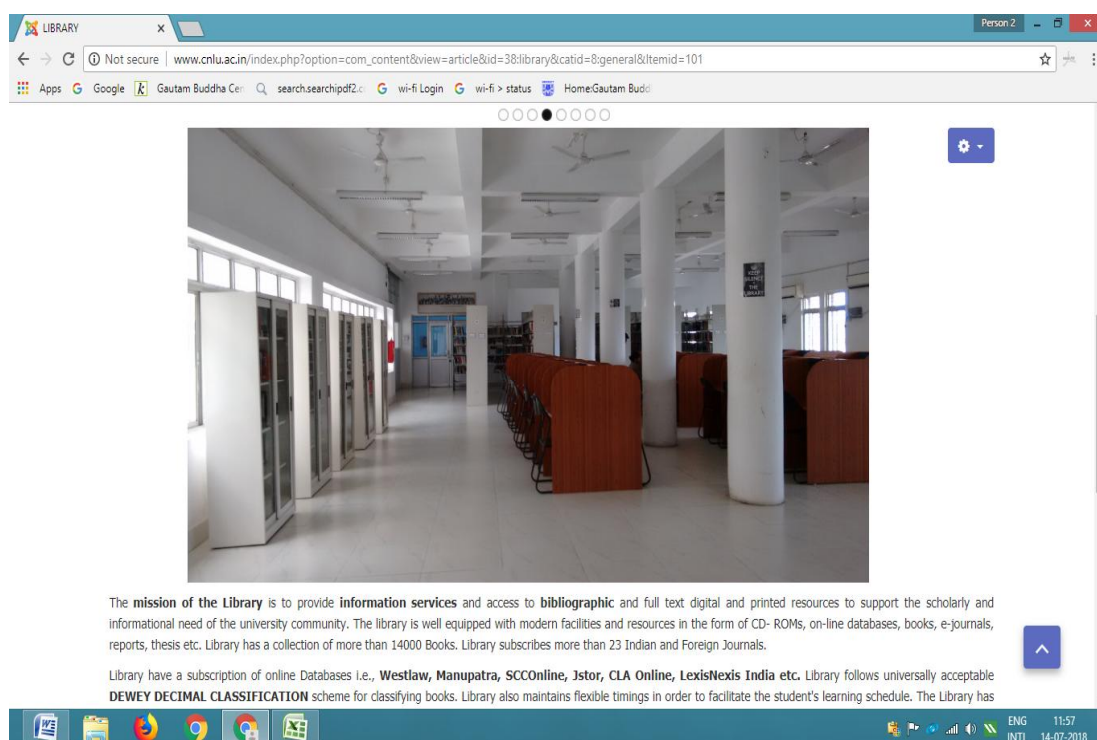 LIBRARY
Person 2
Not secure | www.cnlu.ac.in/index.php?option=com_content&view=article&id=38:library&catid=8:general&Itemid=101
Apps Google Gautam Buddha Cen search.searchipdf2.c wi-fi Login wi-fi > status Home:Gautam Budd
KEEP
SILENCE
THE
LIBRARY
The mission of the Library is to provide information services and access to bibliographic and full text digital and printed resources to support the scholarly and
informational need of the university community. The library is well equipped with modern facilities and resources in the form of CD- ROMs, on-line databases, books, e-journals,
reports, thesis etc. Library has a collection of more than 14000 Books. Library subscribes more than 23 Indian and Foreign Journals.
Library have a subscription of online Databases i.e., Westlaw, Manupatra, SCCOnline, Jstor, CLA Online, LexisNexis India etc. Library follows universally acceptable
DEWEY DECIMAL CLASSIFICATION scheme for classifying books. Library also maintains flexible timings in order to facilitate the student's learning schedule. The Library has
ENG 11:57
INTL 14-07-2018